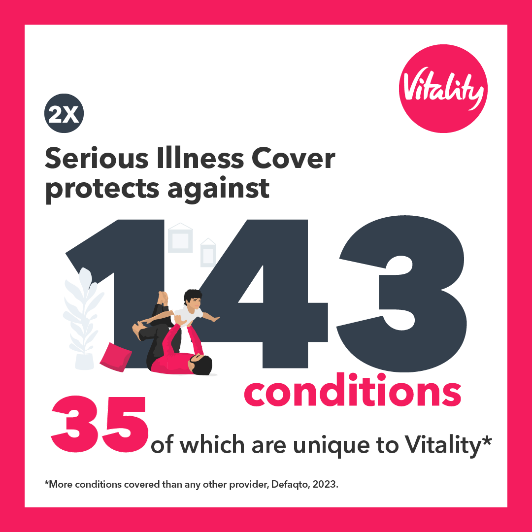 Vitality
2X
Serious Illness Cover
protects against
143
conditions
35 of which are unique to Vitality*
*More conditions covered than any other provider, Defaqto, 2023.